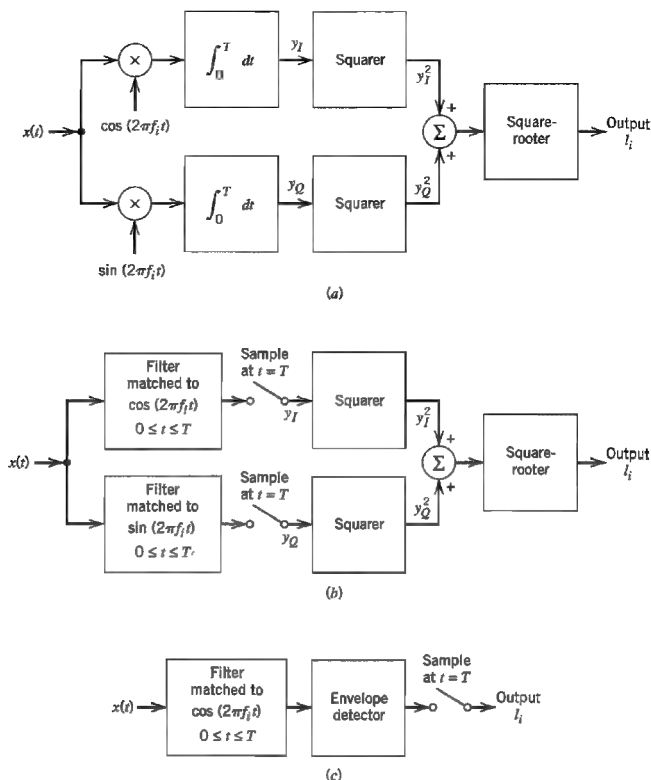 x(t)
×
cos (2πf_i t)
∫_0^T dt
y_I
Squarer
y_I^2
+
Σ
+
Square-
rooter
Output
l_i
×
sin (2πf_i t)
∫_0^T dt
y_Q
Squarer
y_Q^2
(a)
x(t)
Filter
matched to
cos (2πf_i t)
0 ≤ t ≤ T
Sample
at t = T
y_I
Squarer
y_I^2
+
Σ
+
Square-
rooter
Output
l_i
Filter
matched to
sin (2πf_i t)
0 ≤ t ≤ T
Sample
at t = T
y_Q
Squarer
y_Q^2
(b)
x(t)
Filter
matched to
cos (2πf_i t)
0 ≤ t ≤ T
Envelope
detector
Sample
at t = T
Output
l_i
(c)